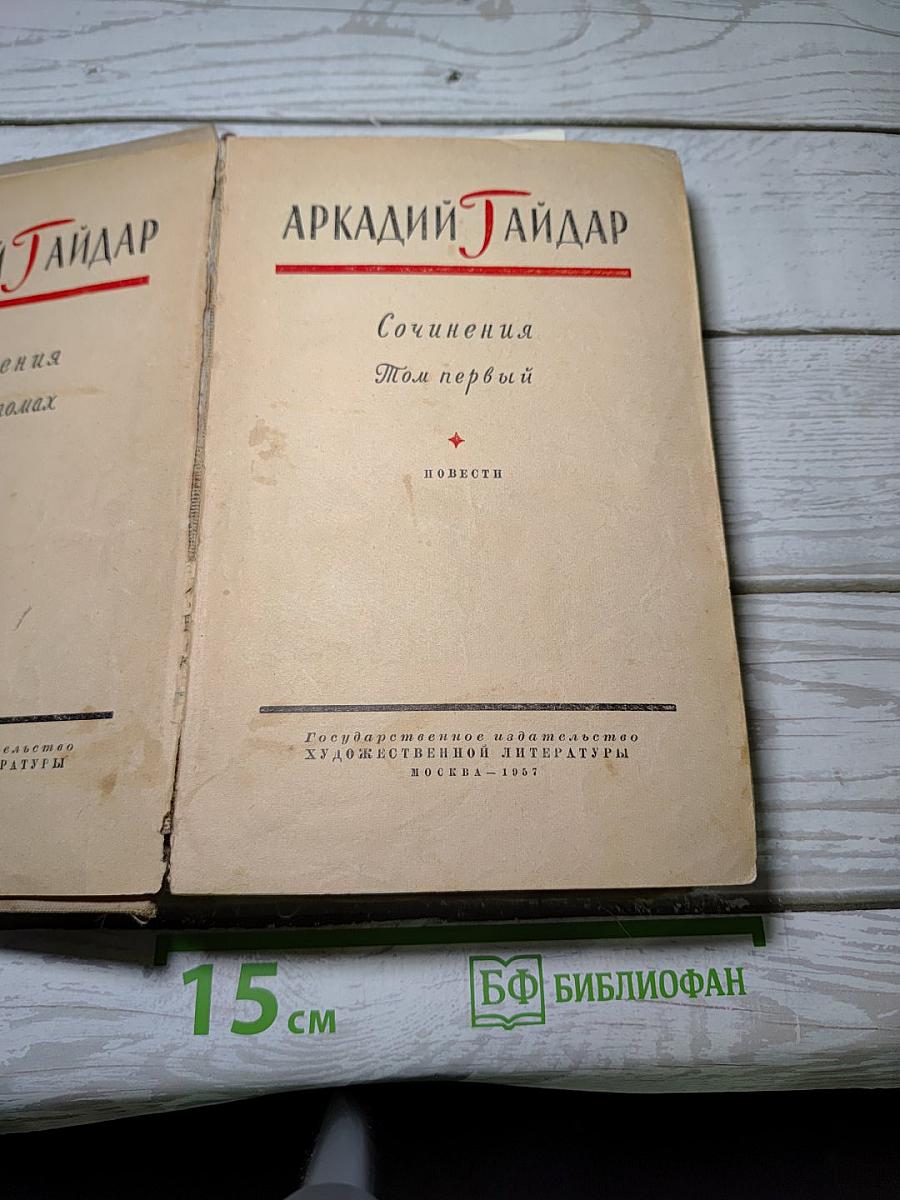 ГАЙДАР
АРКАДИЙ ГАЙДАР
Сочинения
Том первый
ПОВЕСТИ
Государственное издательство
ХУДОЖЕСТВЕННОЙ ЛИТЕРАТУРЫ
МОСКВА — 1957
15 см
БФ БИБЛИОФАН